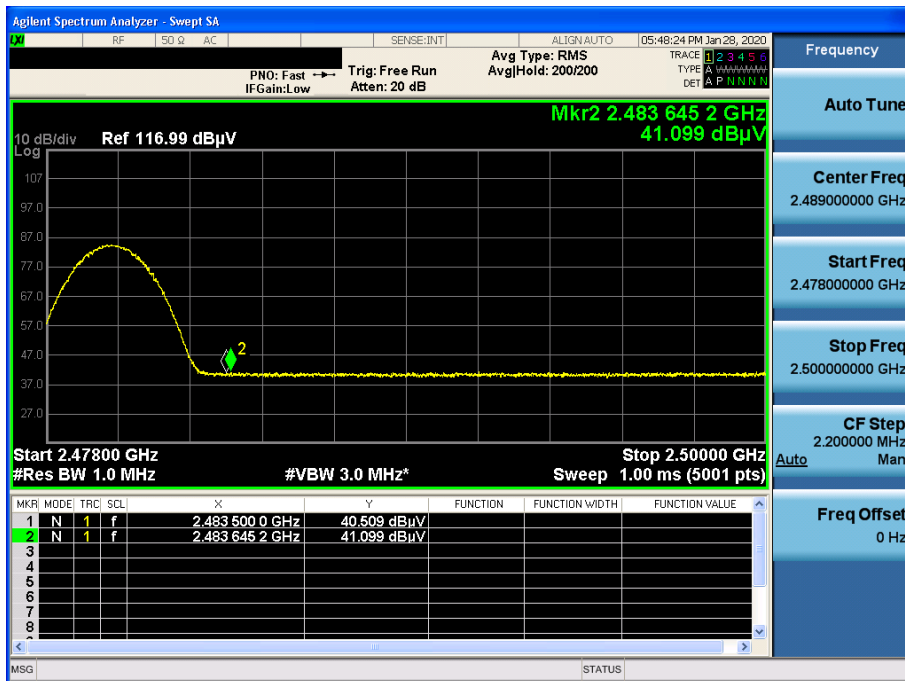 Agilent Spectrum Analyzer - Swept SA
LXI RF 50 Ω AC SENSE:INT ALIGN AUTO 05:48:24 PM Jan 28, 2020
PNO: Fast Trig: Free Run Avg Type: RMS TRACE 1 2 3 4 5 6
IFGain:Low Atten: 20 dB Avg|Hold: 200/200 TYPE A WWWWW
DET A P N N N N
Frequency
Mkr2 2.483 645 2 GHz
41.099 dBµV
10 dB/div Ref 116.99 dBµV
Log
107
97.0
87.0
77.0
67.0
57.0
47.0
37.0
27.0
2
Start 2.47800 GHz Stop 2.50000 GHz
#Res BW 1.0 MHz #VBW 3.0 MHz* Sweep 1.00 ms (5001 pts)
MKR MODE TRC SCL X Y FUNCTION FUNCTION WIDTH FUNCTION VALUE
1 N 1 f 2.483 500 0 GHz 40.509 dBµV
2 N 1 f 2.483 645 2 GHz 41.099 dBµV
3
4
5
6
7
8
MSG STATUS
Auto Tune
Center Freq
2.489000000 GHz
Start Freq
2.478000000 GHz
Stop Freq
2.500000000 GHz
CF Step
2.200000 MHz
Auto Man
Freq Offset
0 Hz